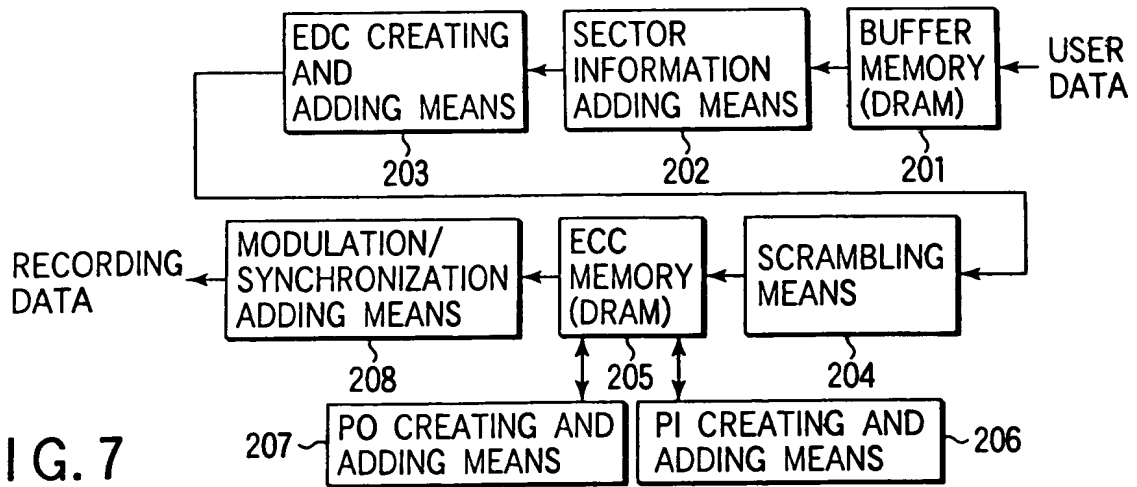 EDC CREATING
AND
ADDING MEANS
203
SECTOR
INFORMATION
ADDING MEANS
202
BUFFER
MEMORY
(DRAM)
201
USER
DATA
RECORDING
DATA
MODULATION/
SYNCHRONIZATION
ADDING MEANS
208
ECC
MEMORY
(DRAM)
205
SCRAMBLING
MEANS
204
207
PO CREATING AND
ADDING MEANS
PI CREATING AND
ADDING MEANS
206
I G. 7